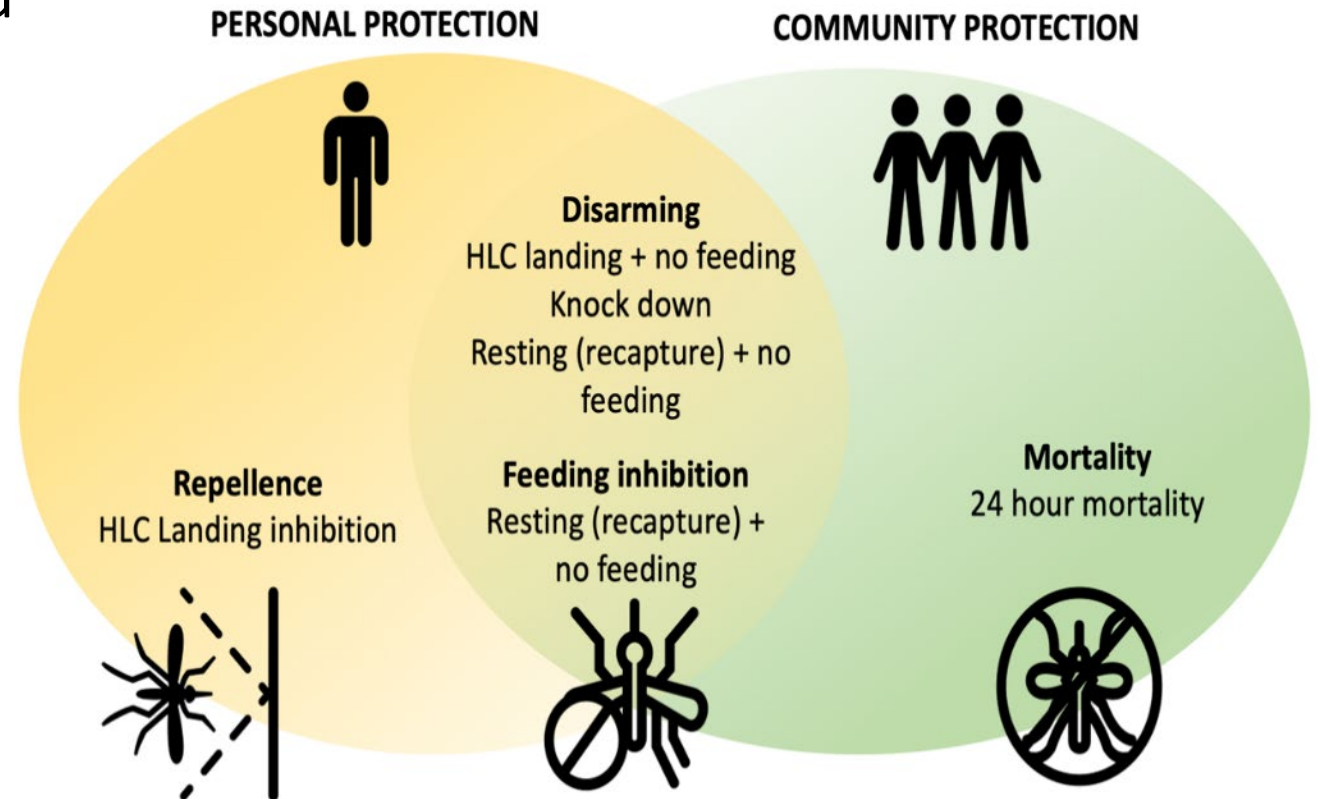 PERSONAL PROTECTION
COMMUNITY PROTECTION
Disarming
HLC landing + no feeding
Knock down
Resting (recapture) + no
feeding
Feeding inhibition
Resting (recapture) +
no feeding
Repellence
HLC Landing inhibition
Mortality
24 hour mortality